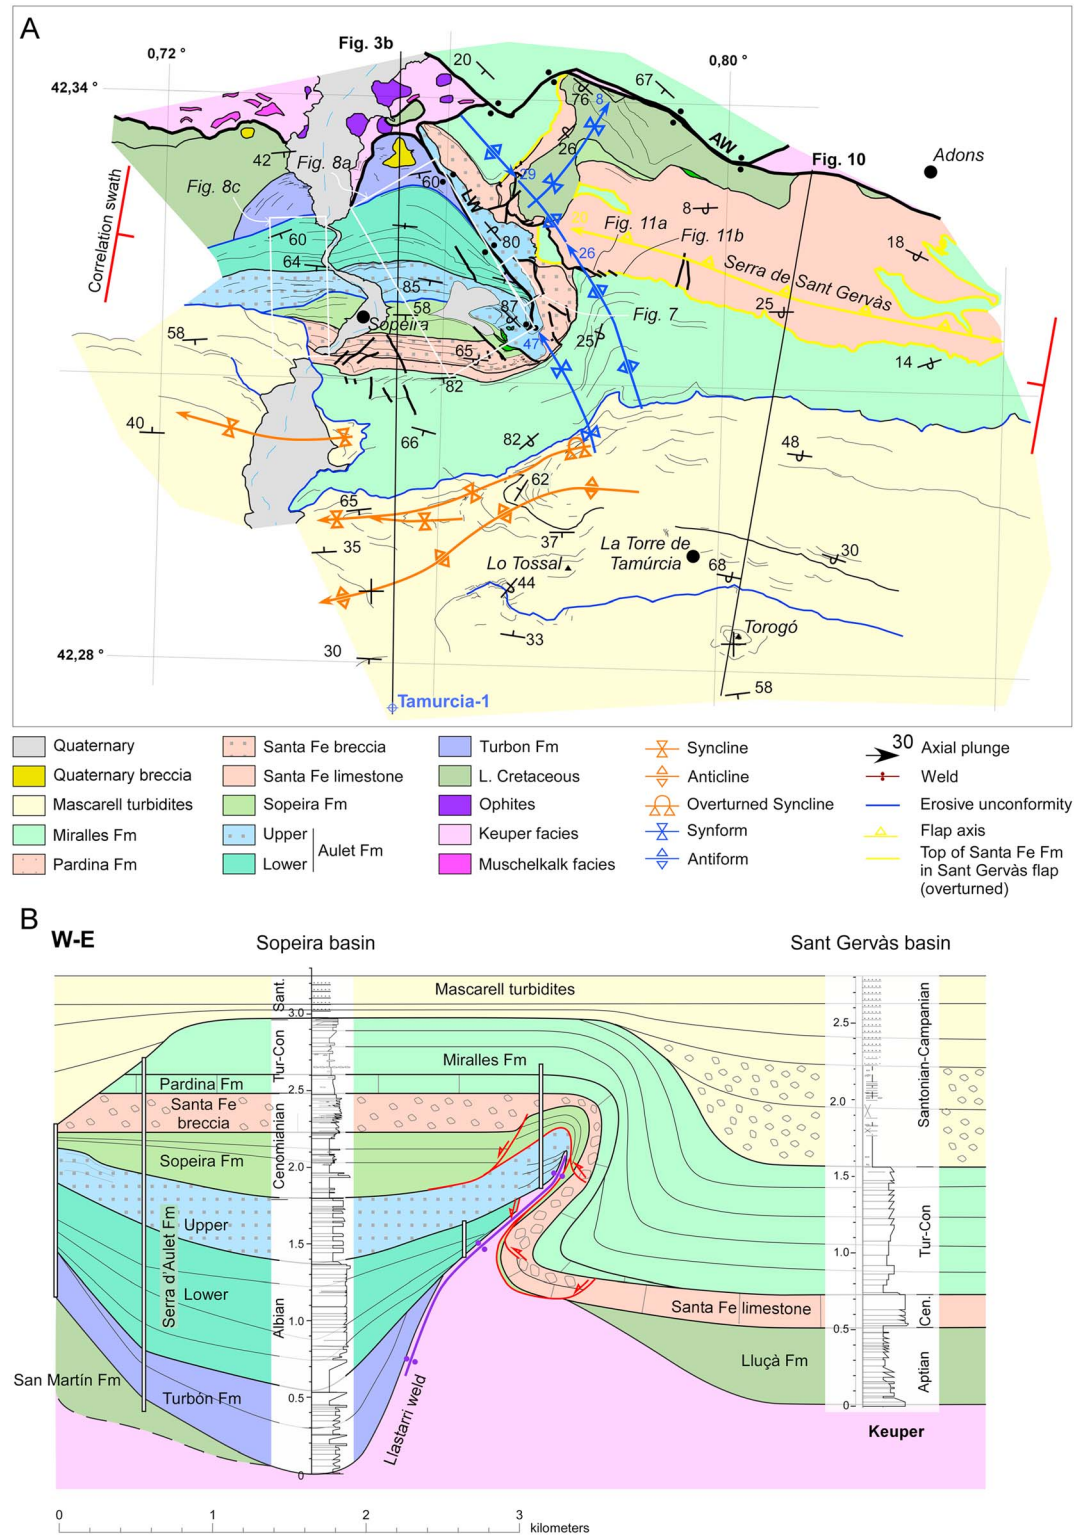 A
0,72 °
Fig. 3b
0,80 °
42,34 °
20
67
76
8
AW
Fig. 10
Adons
42
Fig. 8a
26
29
60
Fig. 8c
LW
8
20
Fig. 11a
Fig. 11b
18
Correlation swath
60
80
26
64
Serra de Sant Gervàs
85
58
87
25
Sopeira
Fig. 7
58
47
25
65
14
82
40
66
82
48
62
65
37
La Torre de
Tamúrcia
30
35
Lo Tossal
68
44
Torogó
33
42,28 °
30
58
Tamurcia-1
Quaternary
Quaternary breccia
Mascarell turbidites
Miralles Fm
Pardina Fm
Santa Fe breccia
Santa Fe limestone
Sopeira Fm
Upper
Lower
Aulet Fm
Turbon Fm
L. Cretaceous
Ophites
Keuper facies
Muschelkalk facies
Syncline
Anticline
Overturned Syncline
Synform
Antiform
30
Axial plunge
Weld
Erosive unconformity
Flap axis
Top of Santa Fe Fm
in Sant Gervàs flap
(overturned)
B
W-E
Sopeira basin
Sant Gervàs basin
Mascarell turbidites
Sant.
3.0
2.5
Tur-Con
Miralles Fm
Pardina Fm
2.5
Santa Fe
breccia
Cenomianian
Santonian-Campanian
2.0
Sopeira Fm
2.0
1.5
Upper
1.5
Serra d'Aulet Fm
Lower
Albian
1.0
Tur-Con
1.0
Santa Fe limestone
Cen.
0.5
San Martín Fm
Turbón Fm
0.5
Lluçà Fm
Aptian
Llastarri weld
0
Keuper
0
0
1
2
3
kilometers